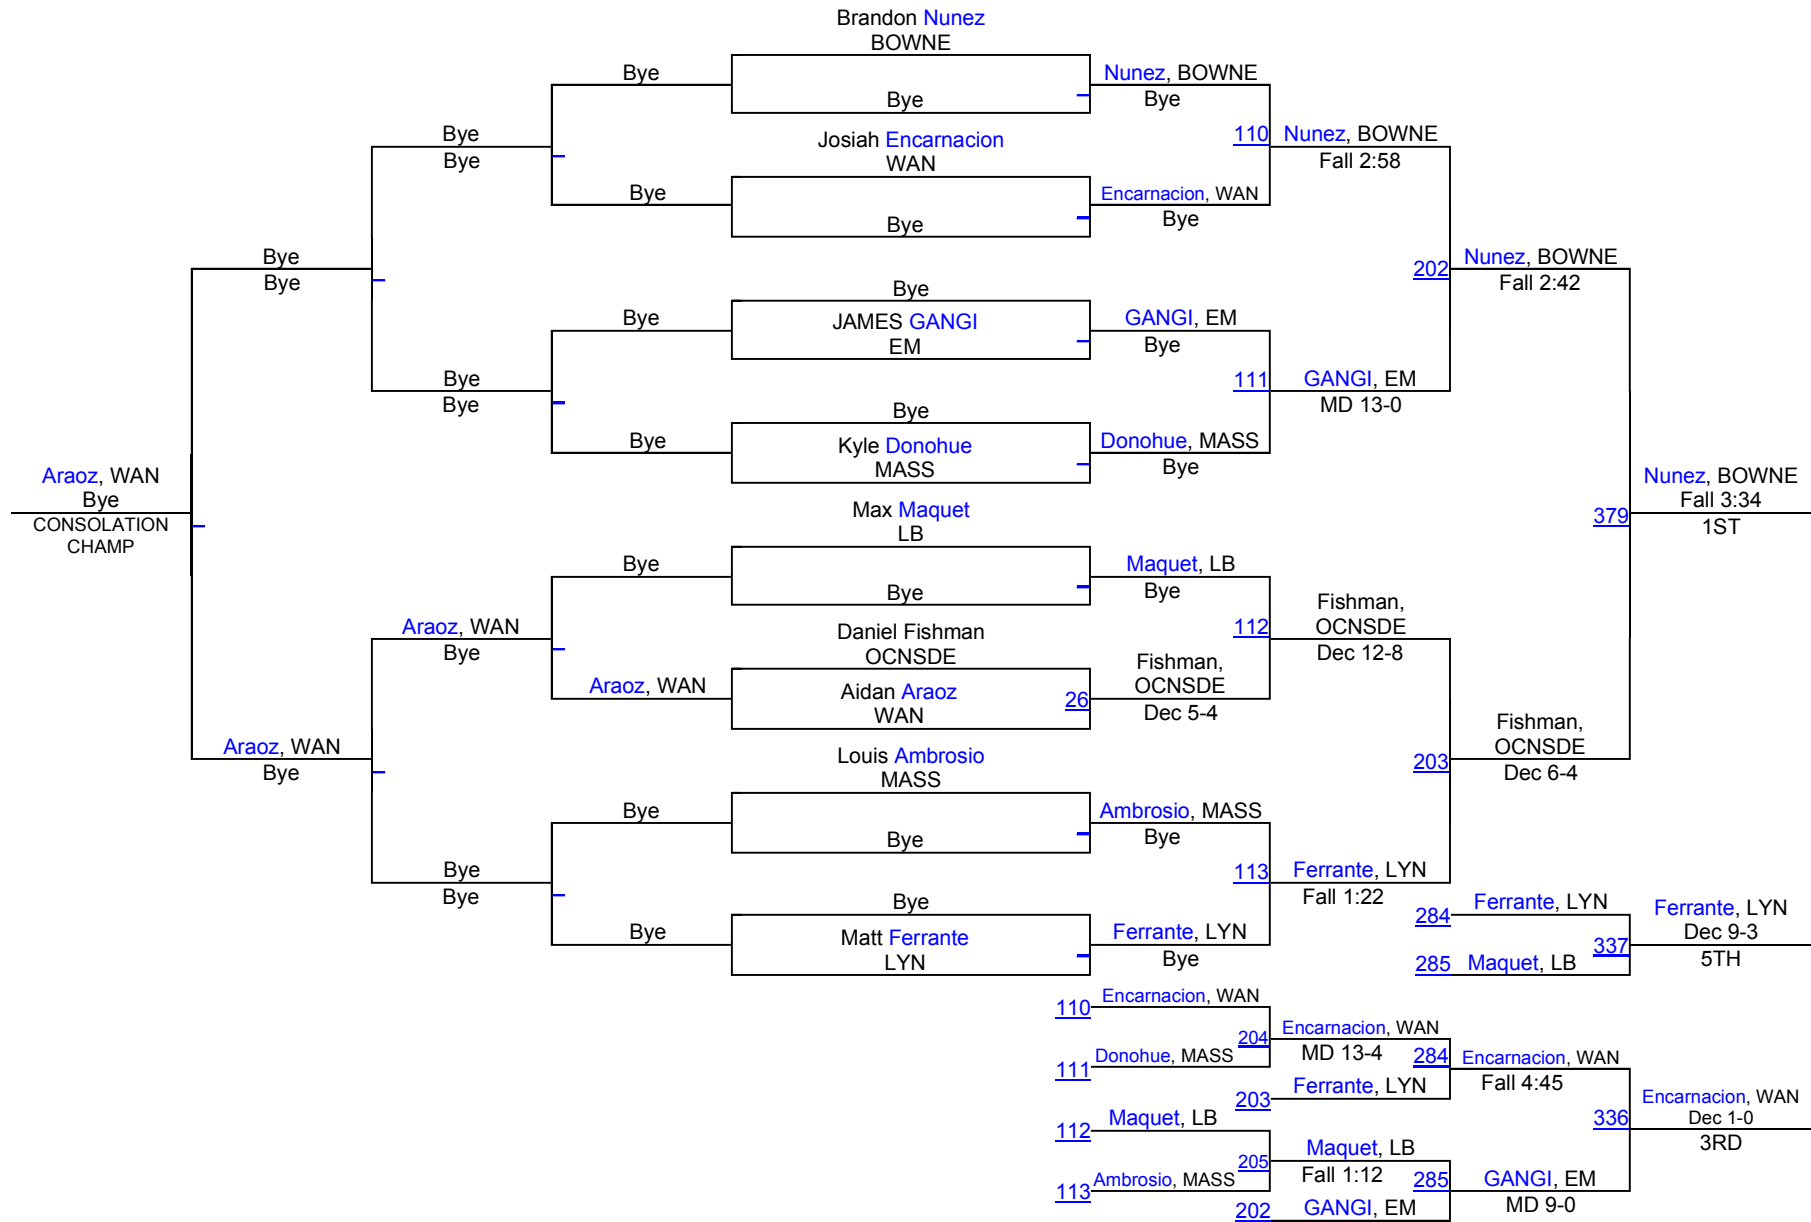 Brandon Nunez
BOWNE
Bye
Nunez, BOWNE
Bye
Bye
Bye
Bye
Josiah Encarnacion
WAN
110
Nunez, BOWNE
Fall 2:58
Bye
Encarnacion, WAN
Bye
Bye
Bye
Bye
Nunez, BOWNE
202
Fall 2:42
Bye
Bye
JAMES GANGI
EM
GANGI, EM
Bye
Bye
Bye
111
GANGI, EM
MD 13-0
Bye
Bye
Kyle Donohue
MASS
Donohue, MASS
Bye
Araoz, WAN
Bye
CONSOLATION
CHAMP
Nunez, BOWNE
Fall 3:34
379
1ST
Max Maquet
LB
Bye
Maquet, LB
Bye
Bye
Araoz, WAN
Bye
Daniel Fishman
OCNSDE
112
Fishman,
OCNSDE
Dec 12-8
Araoz, WAN
Aidan Araoz
WAN
26
Fishman,
OCNSDE
Dec 5-4
Araoz, WAN
Bye
Louis Ambrosio
MASS
203
Fishman,
OCNSDE
Dec 6-4
Bye
Ambrosio, MASS
Bye
Bye
Bye
Bye
113
Ferrante, LYN
Fall 1:22
Bye
Bye
Matt Ferrante
LYN
Ferrante, LYN
Bye
284
Ferrante, LYN
337
Ferrante, LYN
Dec 9-3
5TH
285
Maquet, LB
110
Encarnacion, WAN
204
Encarnacion, WAN
MD 13-4
111
Donohue, MASS
284
Encarnacion, WAN
Fall 4:45
203
Ferrante, LYN
336
Encarnacion, WAN
Dec 1-0
3RD
112
Maquet, LB
205
Maquet, LB
Fall 1:12
113
Ambrosio, MASS
285
GANGI, EM
MD 9-0
202
GANGI, EM